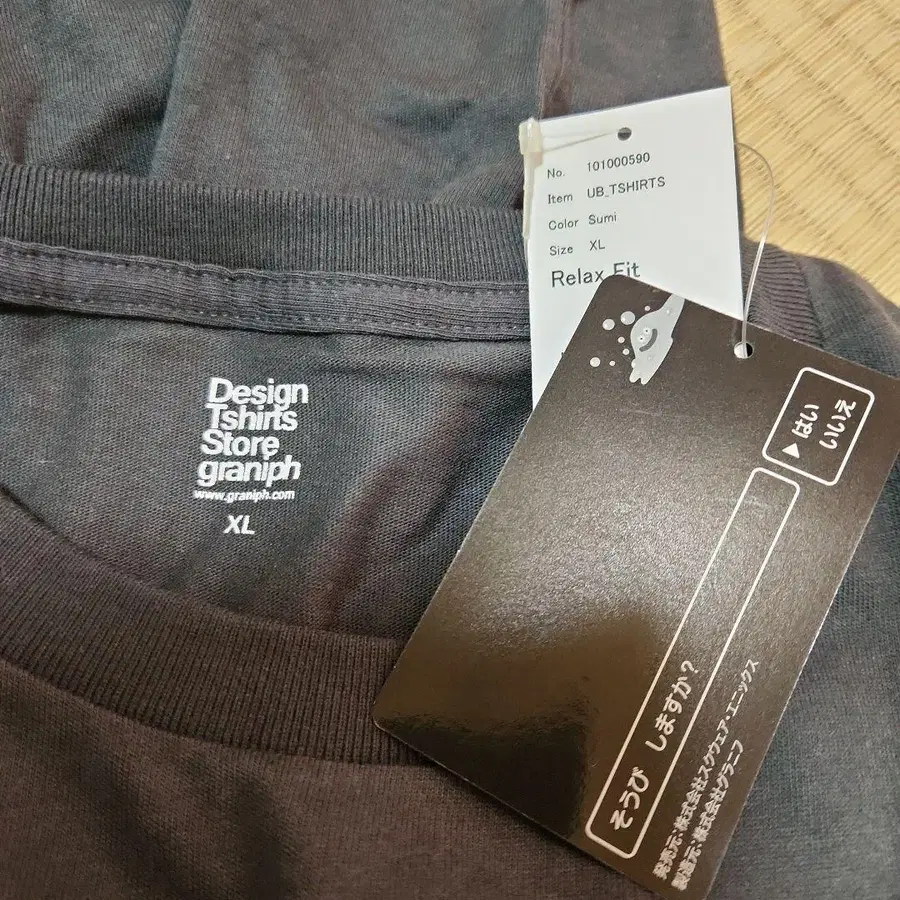 No. 101000590
Item UB_TSHIRTS
Color Sumi
Size XL
Relax Fit
Design
Tshirts
Store
graniph
www.graniph.com
XL
▶はい
いいえ
そうび しますか?
発売元:株式会社スクウェア・エニックス
製造元:株式会社グラニフ